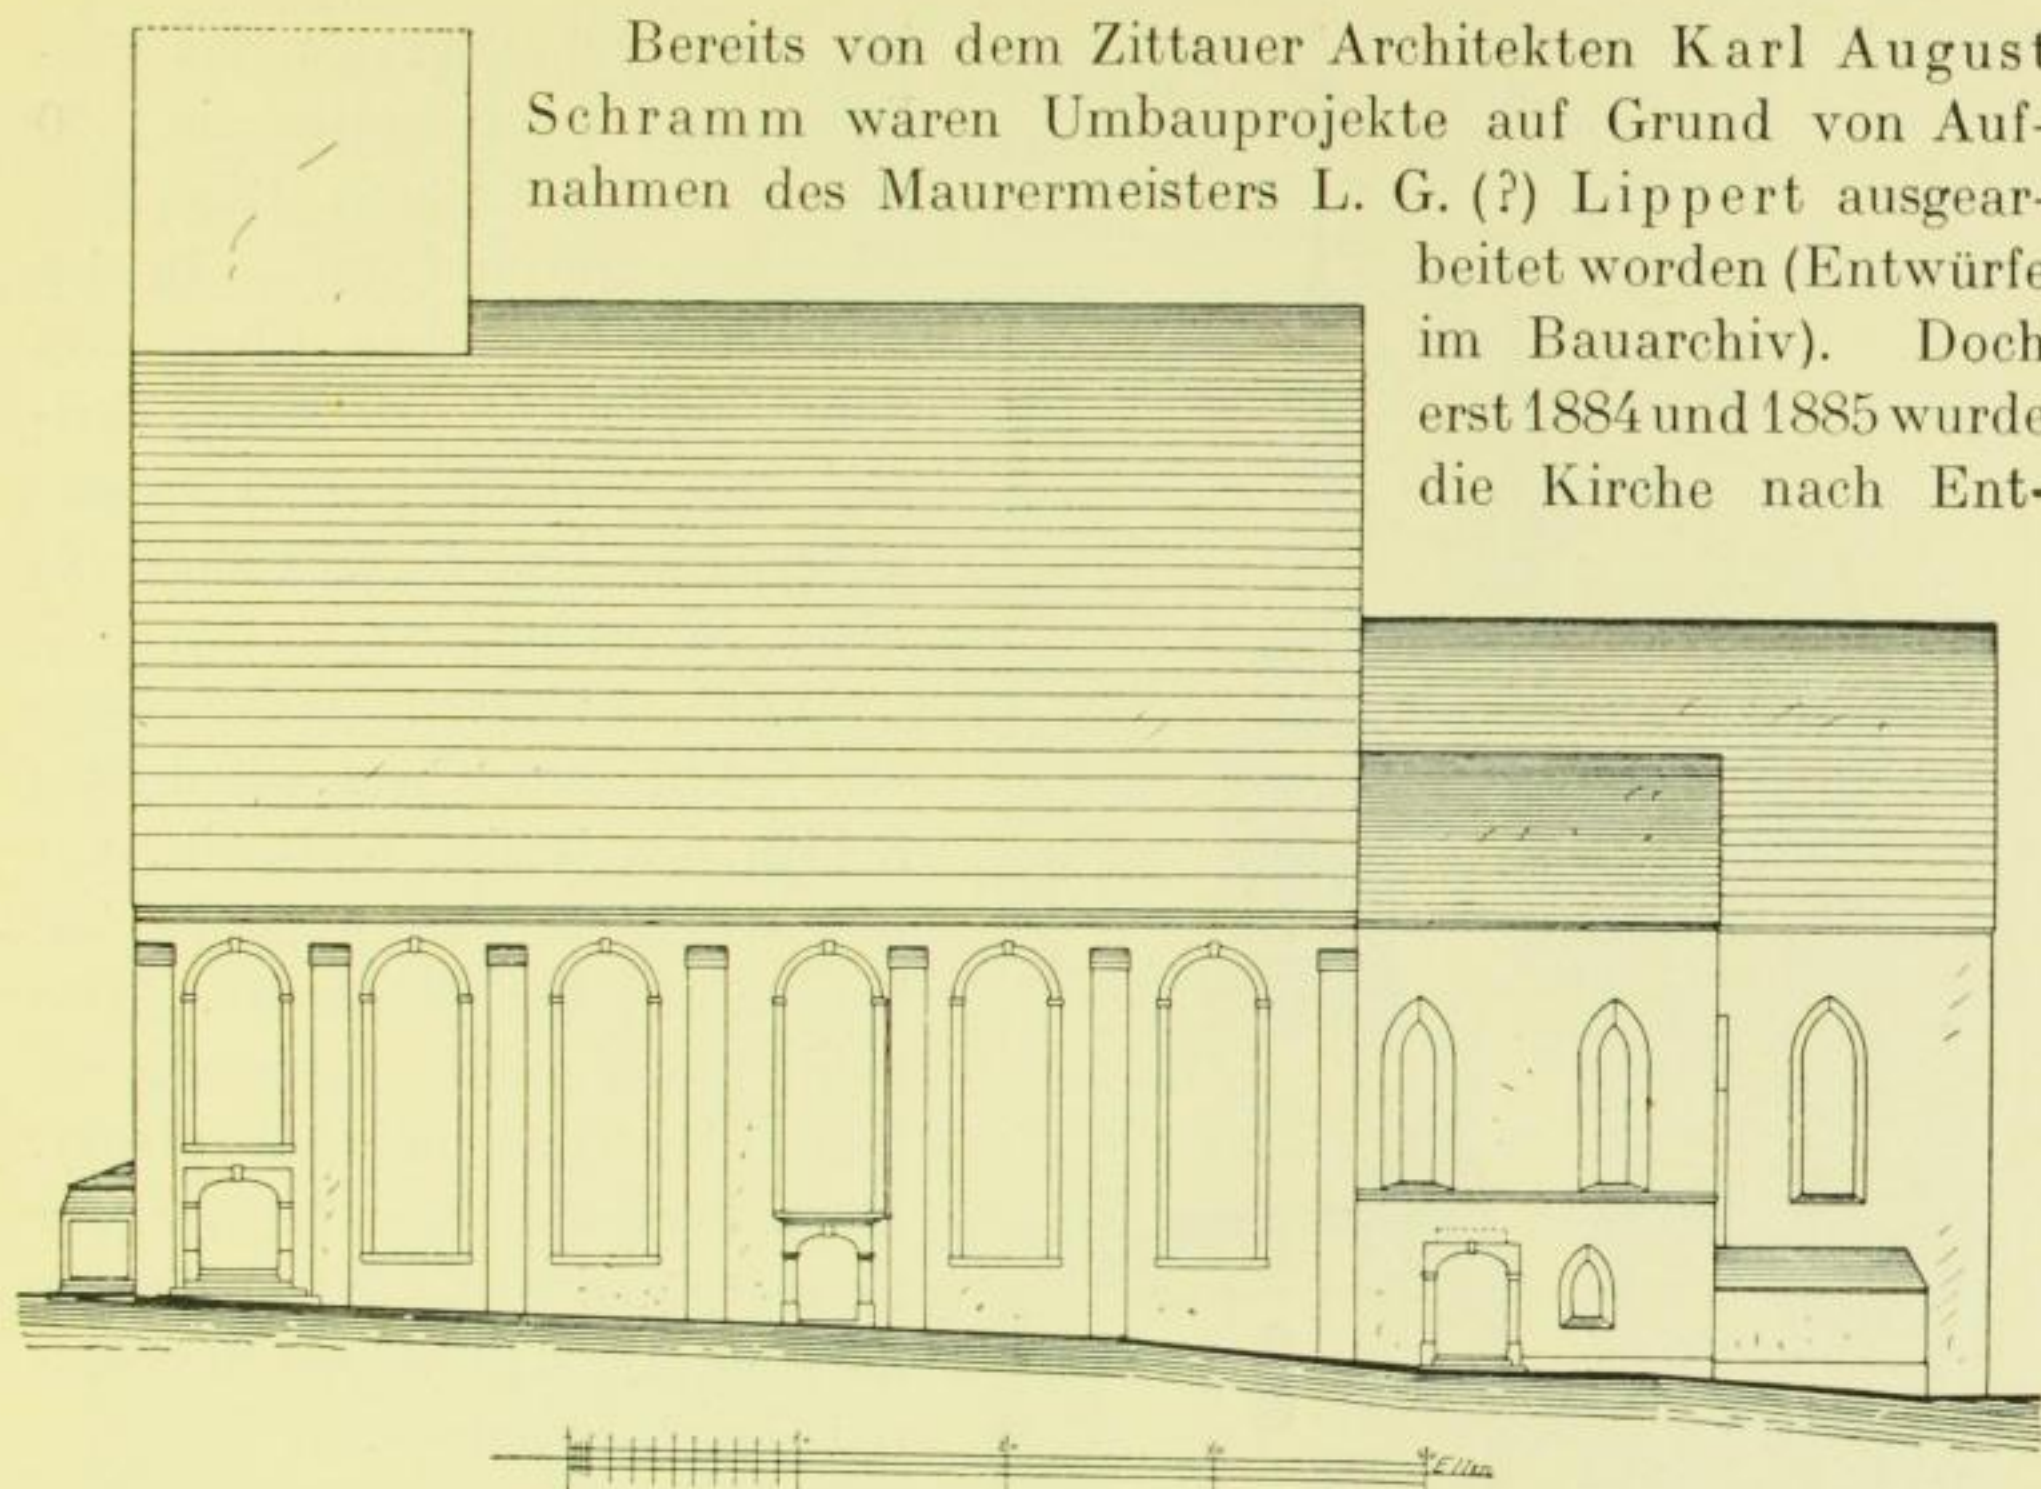 Bereits von dem Zittauer Architekten Karl August
Schramm waren Umbauprojekte auf Grund von Auf-
nahmen des Maurermeisters L. G. (?) Lippert ausgear-
beitet worden (Entwürfe
im Bauarchiv). Doch
erst 1884 und 1885 wurde
die Kirche nach Ent-
Ellen